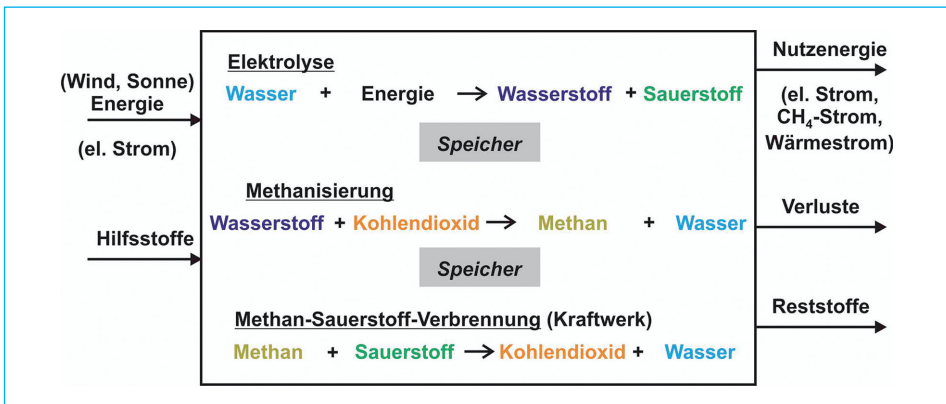 (Wind, Sonne)
Energie
(el. Strom)
Hilfsstoffe
Elektrolyse
Wasser + Energie → Wasserstoff + Sauerstoff
Speicher
Methanisierung
Wasserstoff + Kohlendioxid → Methan + Wasser
Speicher
Methan-Sauerstoff-Verbrennung (Kraftwerk)
Methan + Sauerstoff → Kohlendioxid + Wasser
Nutzenergie
(el. Strom,
CH₄-Strom,
Wärmestrom)
Verluste
Reststoffe